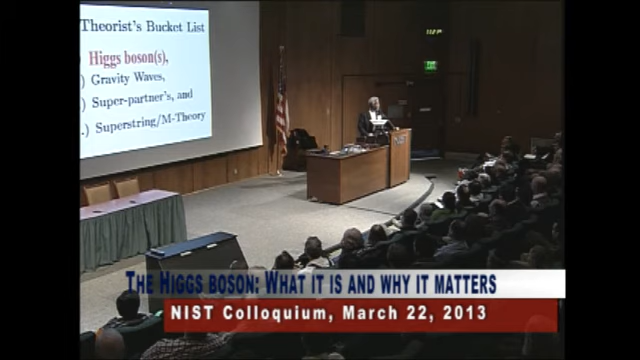 Theorist's Bucket List
) Higgs boson(s),
) Gravity Waves,
) Super-partner's, and
.) Superstring/M-Theory
EXIT
THE HIGGS BOSON: WHAT IT IS AND WHY IT MATTERS
NIST Colloquium, March 22, 2013